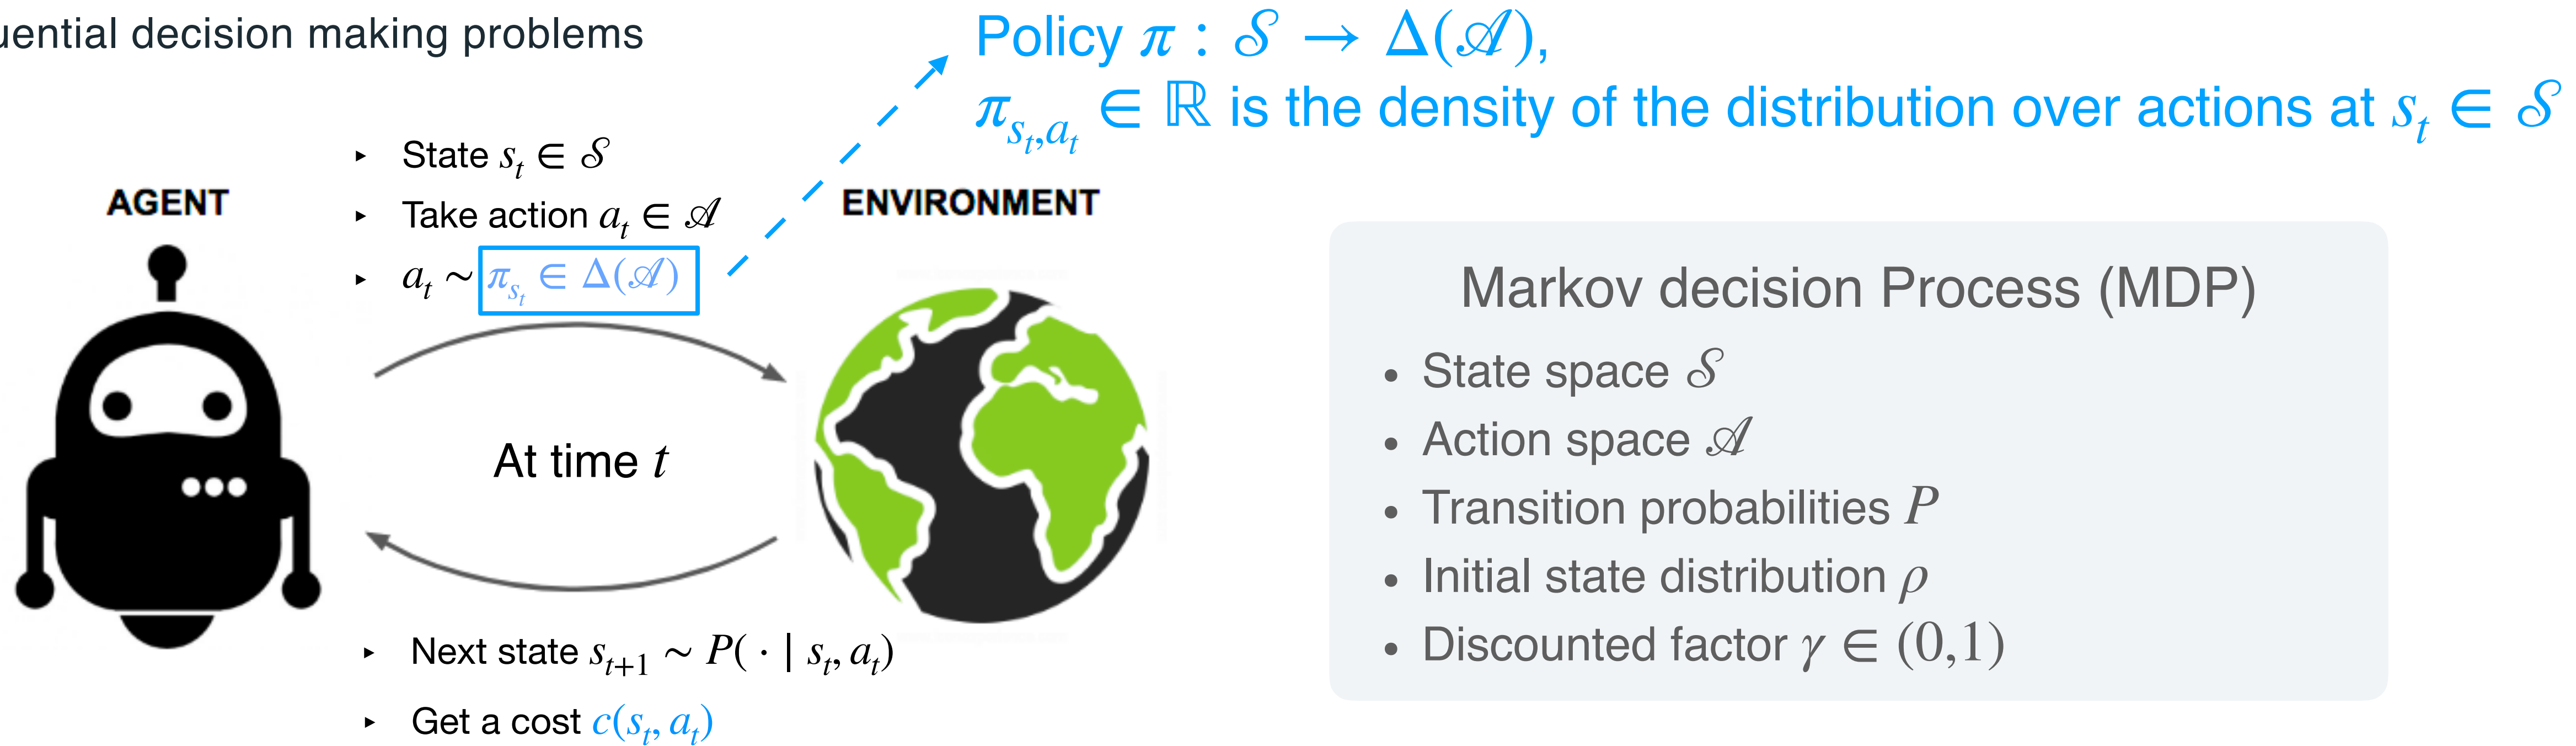 uential decision making problems
Policy π : 𝒮 → Δ(𝒜),
π_{s_t,a_t} ∈ ℝ is the density of the distribution over actions at s_t ∈ 𝒮
▸ State s_t ∈ 𝒮
▸ Take action a_t ∈ 𝒜
▸ a_t ~ π_{s_t} ∈ Δ(𝒜)
AGENT
ENVIRONMENT
At time t
▸ Next state s_{t+1} ~ P( · | s_t, a_t)
▸ Get a cost c(s_t, a_t)
Markov decision Process (MDP)
• State space 𝒮
• Action space 𝒜
• Transition probabilities P
• Initial state distribution ρ
• Discounted factor γ ∈ (0,1)